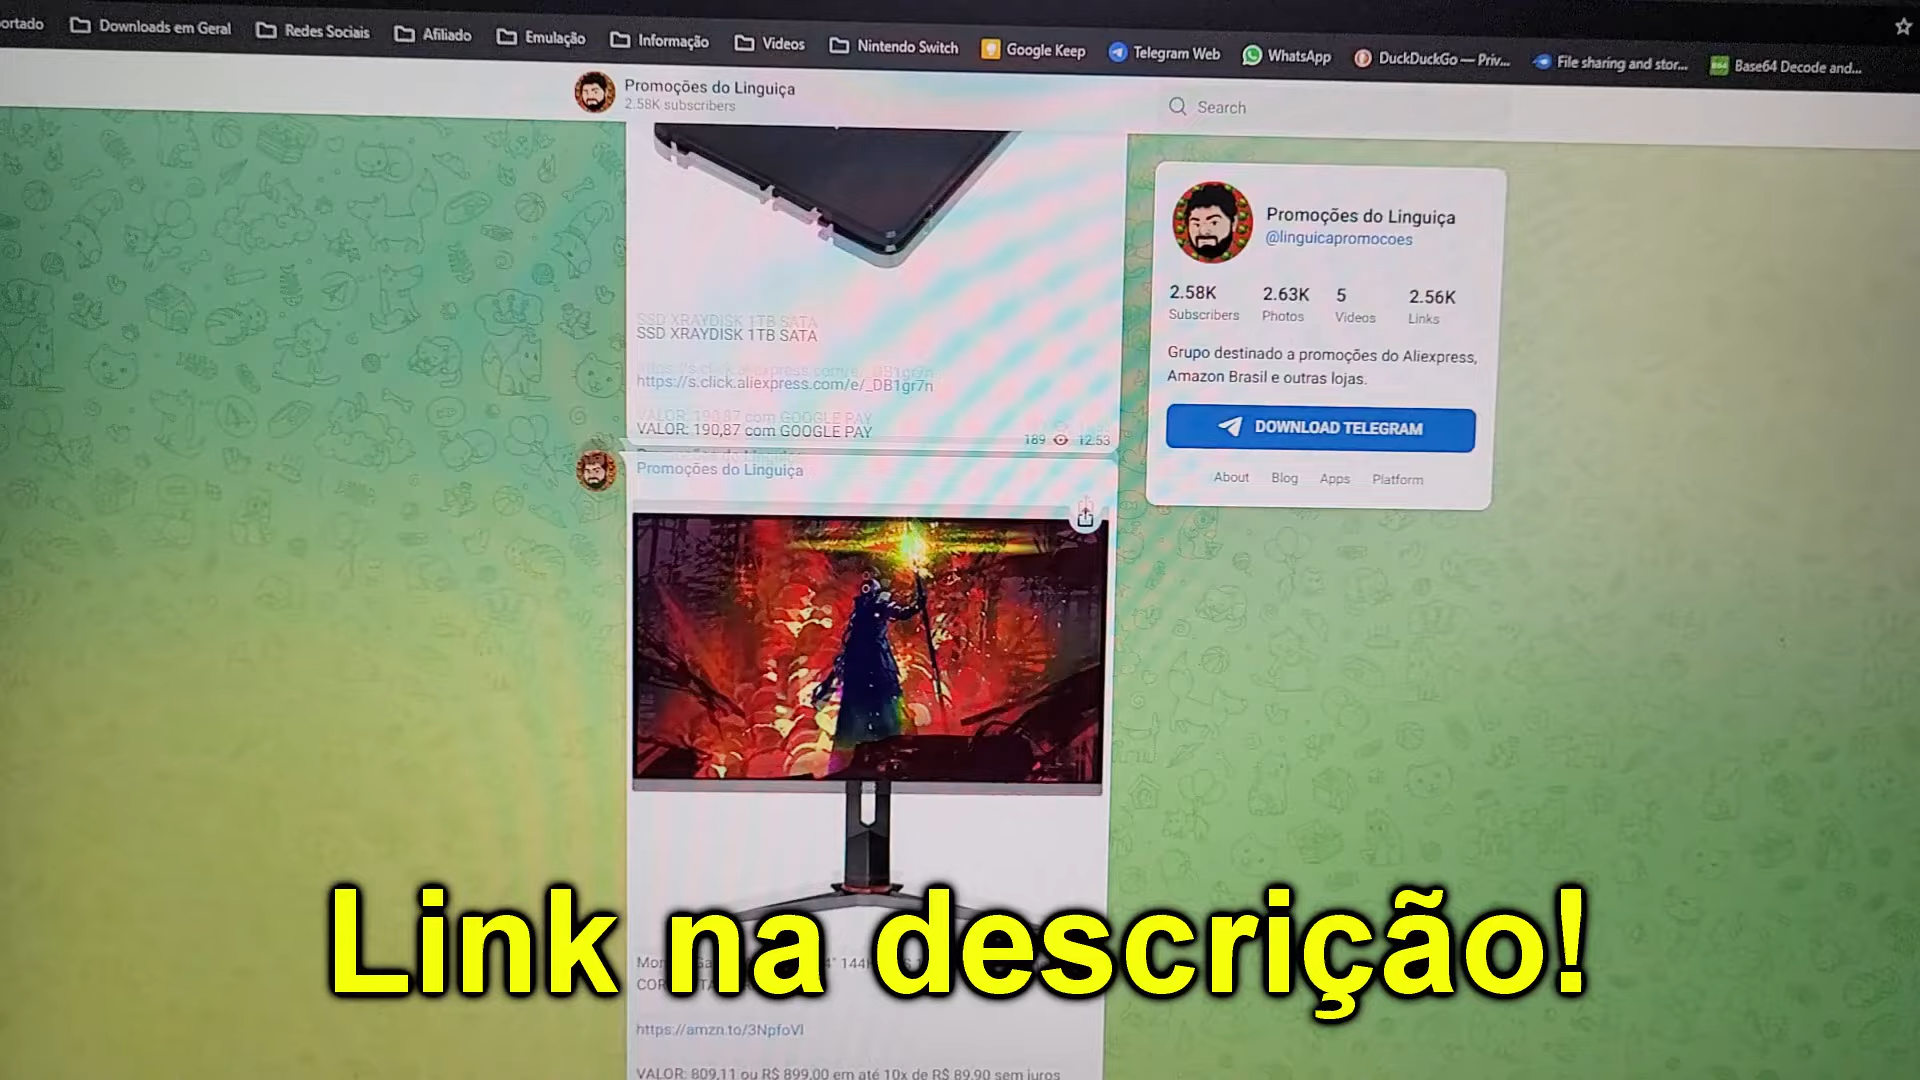 ortado Downloads em Geral Redes Sociais Afiliado Emulação Informação Videos Nintendo Switch Google Keep Telegram Web WhatsApp DuckDuckGo — Priv... File sharing and stor... Base64 Decode and...
Promoções do Linguiça
2.58K subscribers
Search
SSD XRAYDISK 1TB SATA
https://s.click.aliexpress.com/e/_DB1gr7n
VALOR: 190,87 com GOOGLE PAY
189 12:53
Promoções do Linguiça
Promoções do Linguiça
@linguicapromocoes
2.58K 2.63K 5 2.56K
Subscribers Photos Videos Links
Grupo destinado a promoções do Aliexpress,
Amazon Brasil e outras lojas.
DOWNLOAD TELEGRAM
About Blog Apps Platform
Link na descrição!
144
https://amzn.to/3NpfoVl
VALOR: 809,11 ou R$ 899,00 em até 10x de R$ 89,90 sem juros